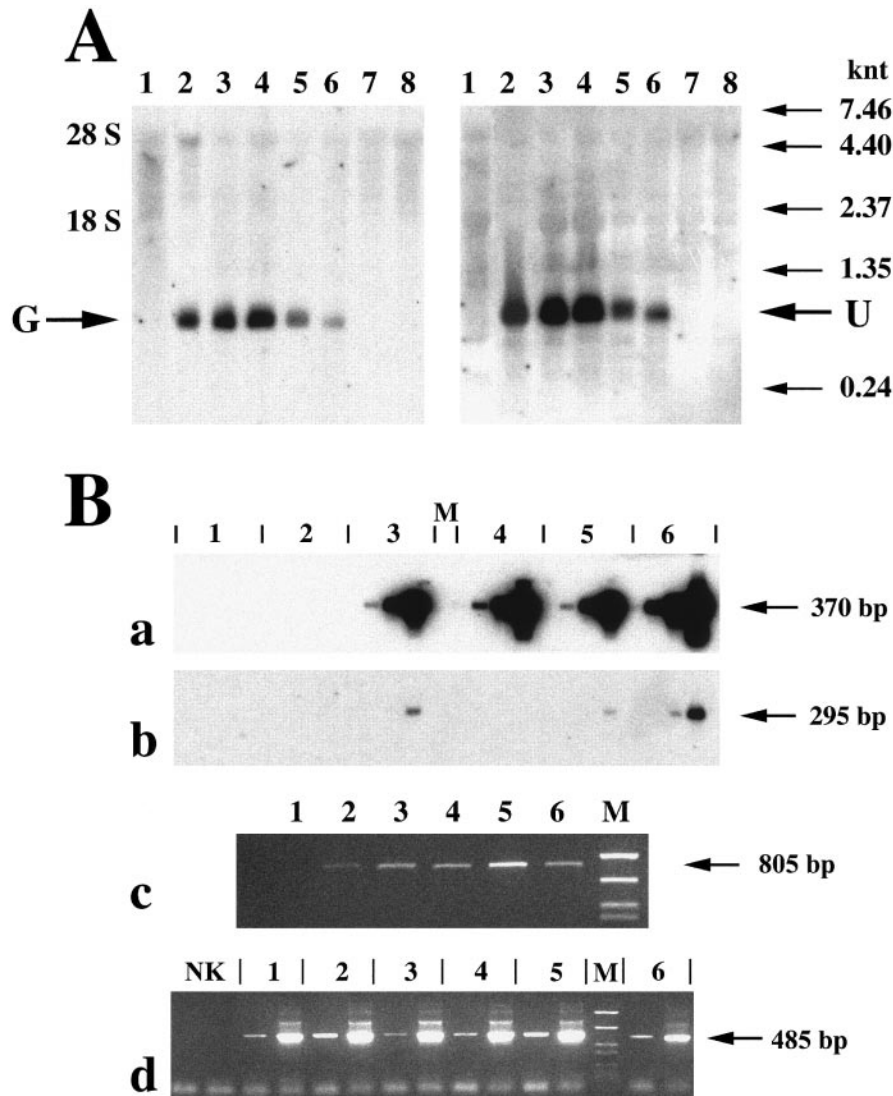 A
1 2 3 4 5 6 7 8
1 2 3 4 5 6 7 8
knt
7.46
28 S
4.40
2.37
18 S
1.35
G
U
0.24
B
M
| 1 | 2 | 3 | | 4 | 5 | 6 |
a
370 bp
b
295 bp
1 2 3 4 5 6 M
c
805 bp
NK | 1 | 2 | 3 | 4 | 5 | M | 6 |
d
485 bp